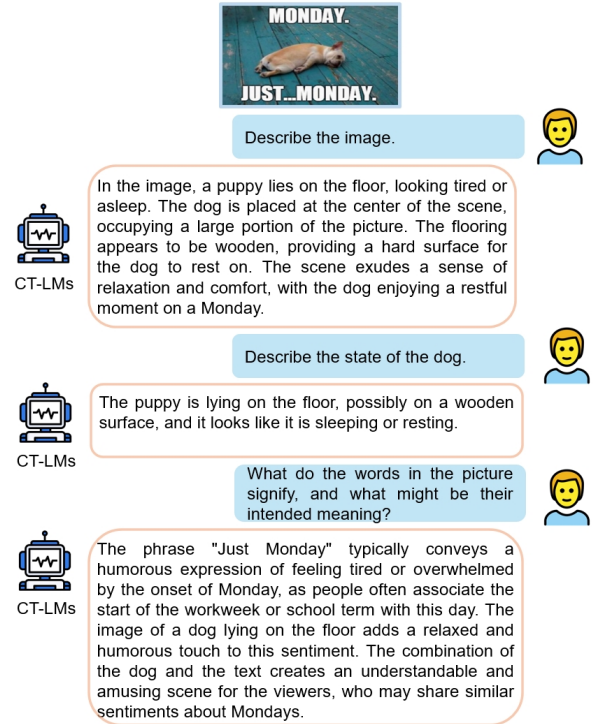 MONDAY.
JUST...MONDAY.
Describe the image.
In the image, a puppy lies on the floor, looking tired or
asleep. The dog is placed at the center of the scene,
occupying a large portion of the picture. The flooring
appears to be wooden, providing a hard surface for
the dog to rest on. The scene exudes a sense of
relaxation and comfort, with the dog enjoying a restful
moment on a Monday.
CT-LMs
Describe the state of the dog.
The puppy is lying on the floor, possibly on a wooden
surface, and it looks like it is sleeping or resting.
CT-LMs
What do the words in the picture
signify, and what might be their
intended meaning?
The phrase "Just Monday" typically conveys a
humorous expression of feeling tired or overwhelmed
by the onset of Monday, as people often associate the
start of the workweek or school term with this day. The
image of a dog lying on the floor adds a relaxed and
humorous touch to this sentiment. The combination of
the dog and the text creates an understandable and
amusing scene for the viewers, who may share similar
sentiments about Mondays.
CT-LMs